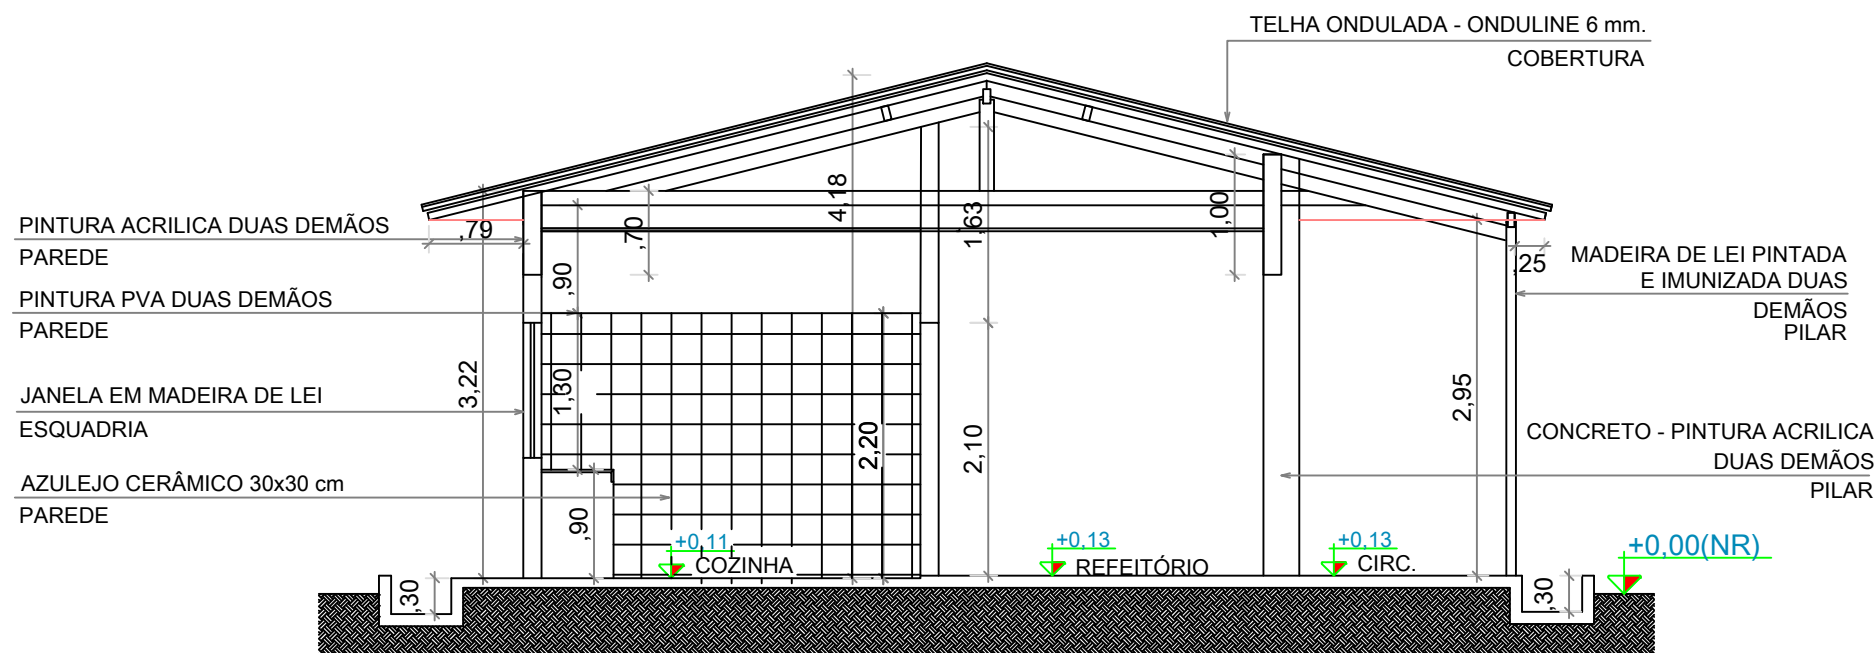 TELHA ONDULADA - ONDULINE 6 mm.
COBERTURA
4,18
1,63
1,00
,70
,79
,25
PINTURA ACRILICA DUAS DEMÃOS
PAREDE
PINTURA PVA DUAS DEMÃOS
PAREDE
JANELA EM MADEIRA DE LEI
ESQUADRIA
AZULEJO CERÂMICO 30x30 cm
PAREDE
MADEIRA DE LEI PINTADA
E IMUNIZADA DUAS
DEMÃOS
PILAR
CONCRETO - PINTURA ACRILICA
DUAS DEMÃOS
PILAR
,90
3,22
1,30
2,20
2,10
2,95
,90
+0,11
COZINHA
+0,13
REFEITÓRIO
+0,13
CIRC.
+0,00(NR)
,30
,30